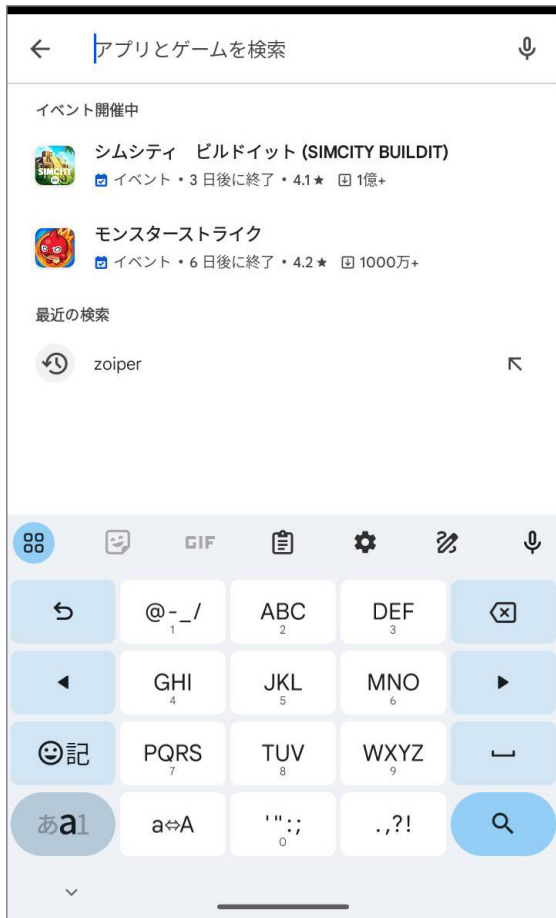 アプリとゲームを検索
イベント開催中
シムシティ　ビルドイット (SIMCITY BUILDIT)
SIMCITY
イベント • 3 日後に終了 • 4.1★ 1億+
モンスターストライク
イベント • 6 日後に終了 • 4.2★ 1000万+
最近の検索
zoiper
GIF
@-_/
1
ABC
2
DEF
3
GHI
4
JKL
5
MNO
6
記
PQRS
7
TUV
8
WXYZ
9
あa1
a⇔A
'":;
0
.,?!